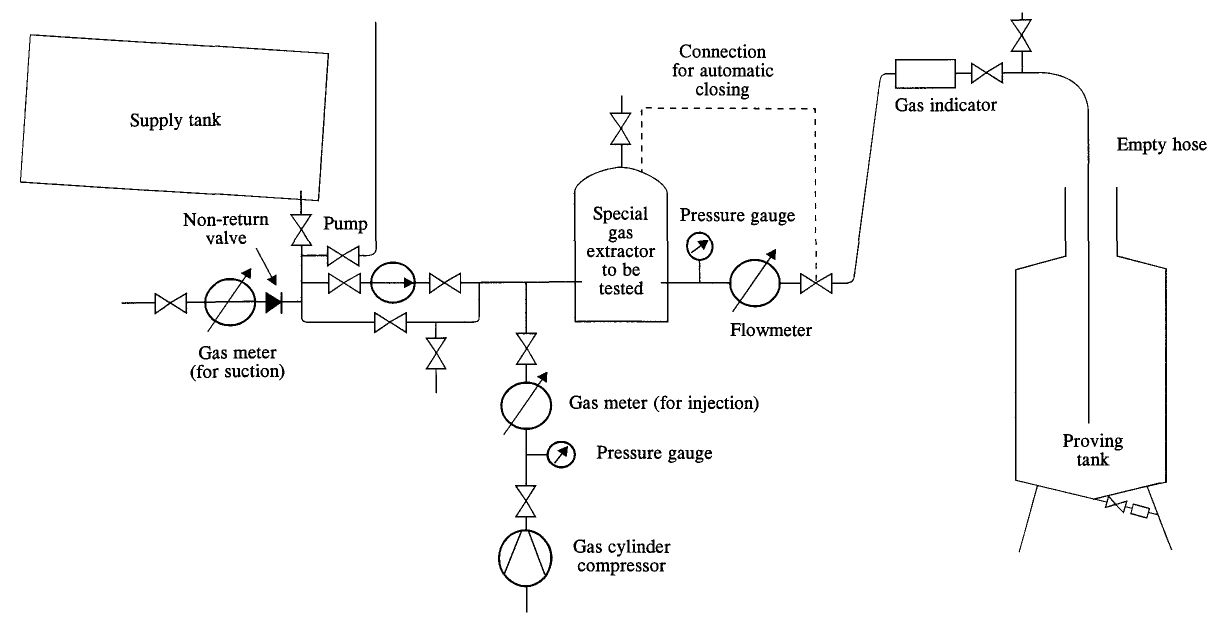 Connection
for automatic
closing
Supply tank
Gas indicator
Empty hose
Non-return
valve
Pump
Special
gas
extractor
to be
tested
Pressure gauge
Flowmeter
Gas meter
(for suction)
Gas meter (for injection)
Proving
tank
Pressure gauge
Gas cylinder
compressor